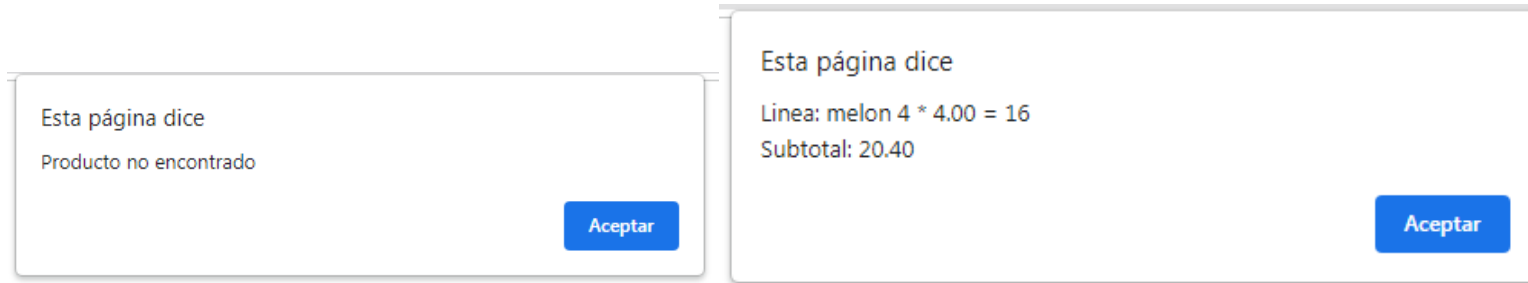 Esta página dice
Producto no encontrado
Aceptar
Esta página dice
Linea: melon 4 * 4.00 = 16
Subtotal: 20.40
Aceptar